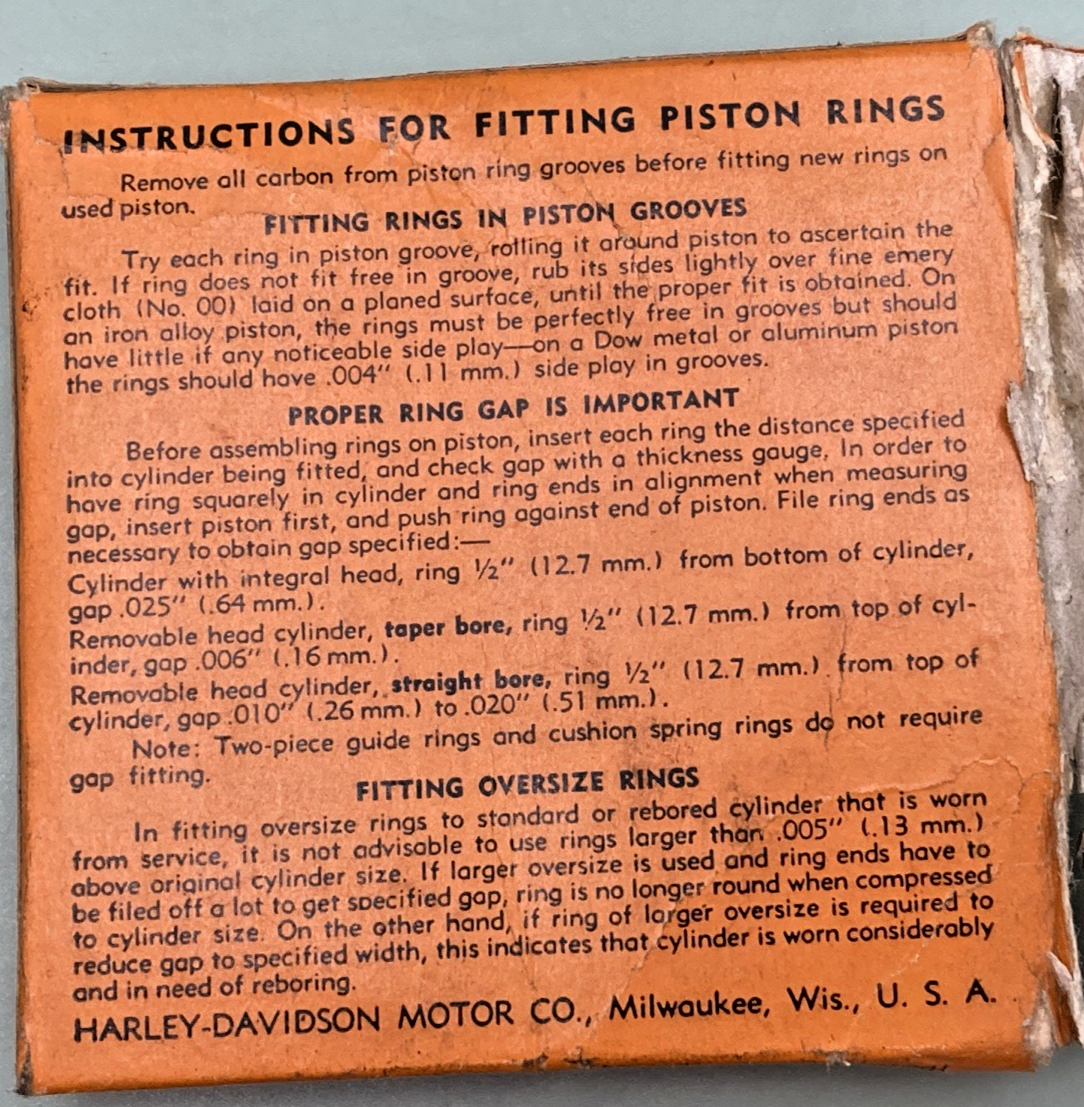 INSTRUCTIONS FOR FITTING PISTON RINGS
Remove all carbon from piston ring grooves before fitting new rings on
used piston.
FITTING RINGS IN PISTON GROOVES
Try each ring in piston groove, rolling it around piston to ascertain the
fit. If ring does not fit free in groove, rub its sides lightly over fine emery
cloth (No. 00) laid on a planed surface, until the proper fit is obtained. On
an iron alloy piston, the rings must be perfectly free in grooves but should
have little if any noticeable side play—on a Dow metal or aluminum piston
the rings should have .004" (.11 mm.) side play in grooves.
PROPER RING GAP IS IMPORTANT
Before assembling rings on piston, insert each ring the distance specified
into cylinder being fitted, and check gap with a thickness gauge. In order to
have ring squarely in cylinder and ring ends in alignment when measuring
gap, insert piston first, and push ring against end of piston. File ring ends as
necessary to obtain gap specified:—
Cylinder with integral head, ring ½" (12.7 mm.) from bottom of cylinder,
gap .025" (.64 mm.).
Removable head cylinder, taper bore, ring ½" (12.7 mm.) from top of cyl-
inder, gap .006" (.16 mm.).
Removable head cylinder, straight bore, ring ½" (12.7 mm.) from top of
cylinder, gap .010" (.26 mm.) to .020" (.51 mm.).
Note: Two-piece guide rings and cushion spring rings do not require
gap fitting.
FITTING OVERSIZE RINGS
In fitting oversize rings to standard or rebored cylinder that is worn
from service, it is not advisable to use rings larger than .005" (.13 mm.)
above original cylinder size. If larger oversize is used and ring ends have to
be filed off a lot to get specified gap, ring is no longer round when compressed
to cylinder size. On the other hand, if ring of larger oversize is required to
reduce gap to specified width, this indicates that cylinder is worn considerably
and in need of reboring.
HARLEY-DAVIDSON MOTOR CO., Milwaukee, Wis., U. S. A.